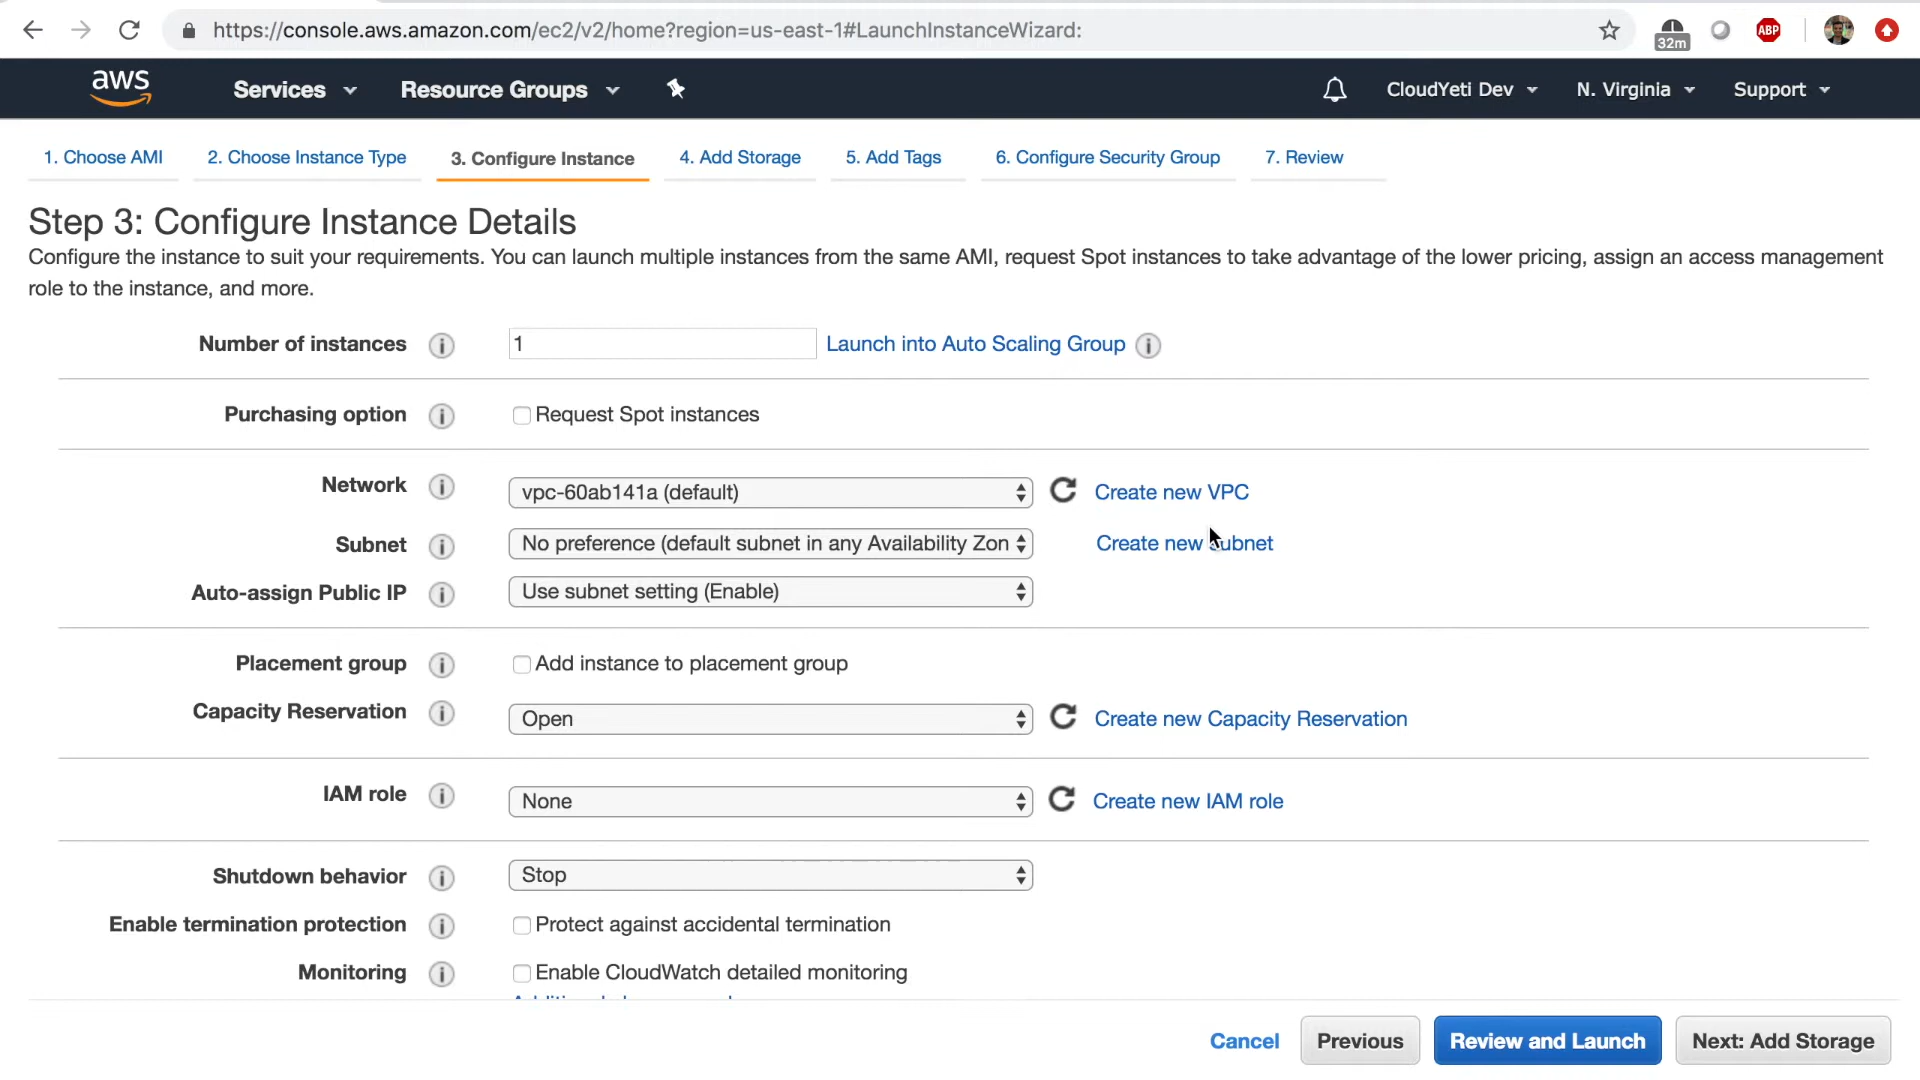 https://console.aws.amazon.com/ec2/v2/home?region=us-east-1#LaunchInstanceWizard:
32m
ABP
aws
Services
Resource Groups
CloudYeti Dev
N. Virginia
Support
1. Choose AMI
2. Choose Instance Type
3. Configure Instance
4. Add Storage
5. Add Tags
6. Configure Security Group
7. Review
Step 3: Configure Instance Details
Configure the instance to suit your requirements. You can launch multiple instances from the same AMI, request Spot instances to take advantage of the lower pricing, assign an access management
role to the instance, and more.
Number of instances
1
Launch into Auto Scaling Group
Purchasing option
Request Spot instances
Network
vpc-60ab141a (default)
Create new VPC
Subnet
No preference (default subnet in any Availability Zon
Create new subnet
Auto-assign Public IP
Use subnet setting (Enable)
Placement group
Add instance to placement group
Capacity Reservation
Open
Create new Capacity Reservation
IAM role
None
Create new IAM role
Shutdown behavior
Stop
Enable termination protection
Protect against accidental termination
Monitoring
Enable CloudWatch detailed monitoring
Cancel
Previous
Review and Launch
Next: Add Storage